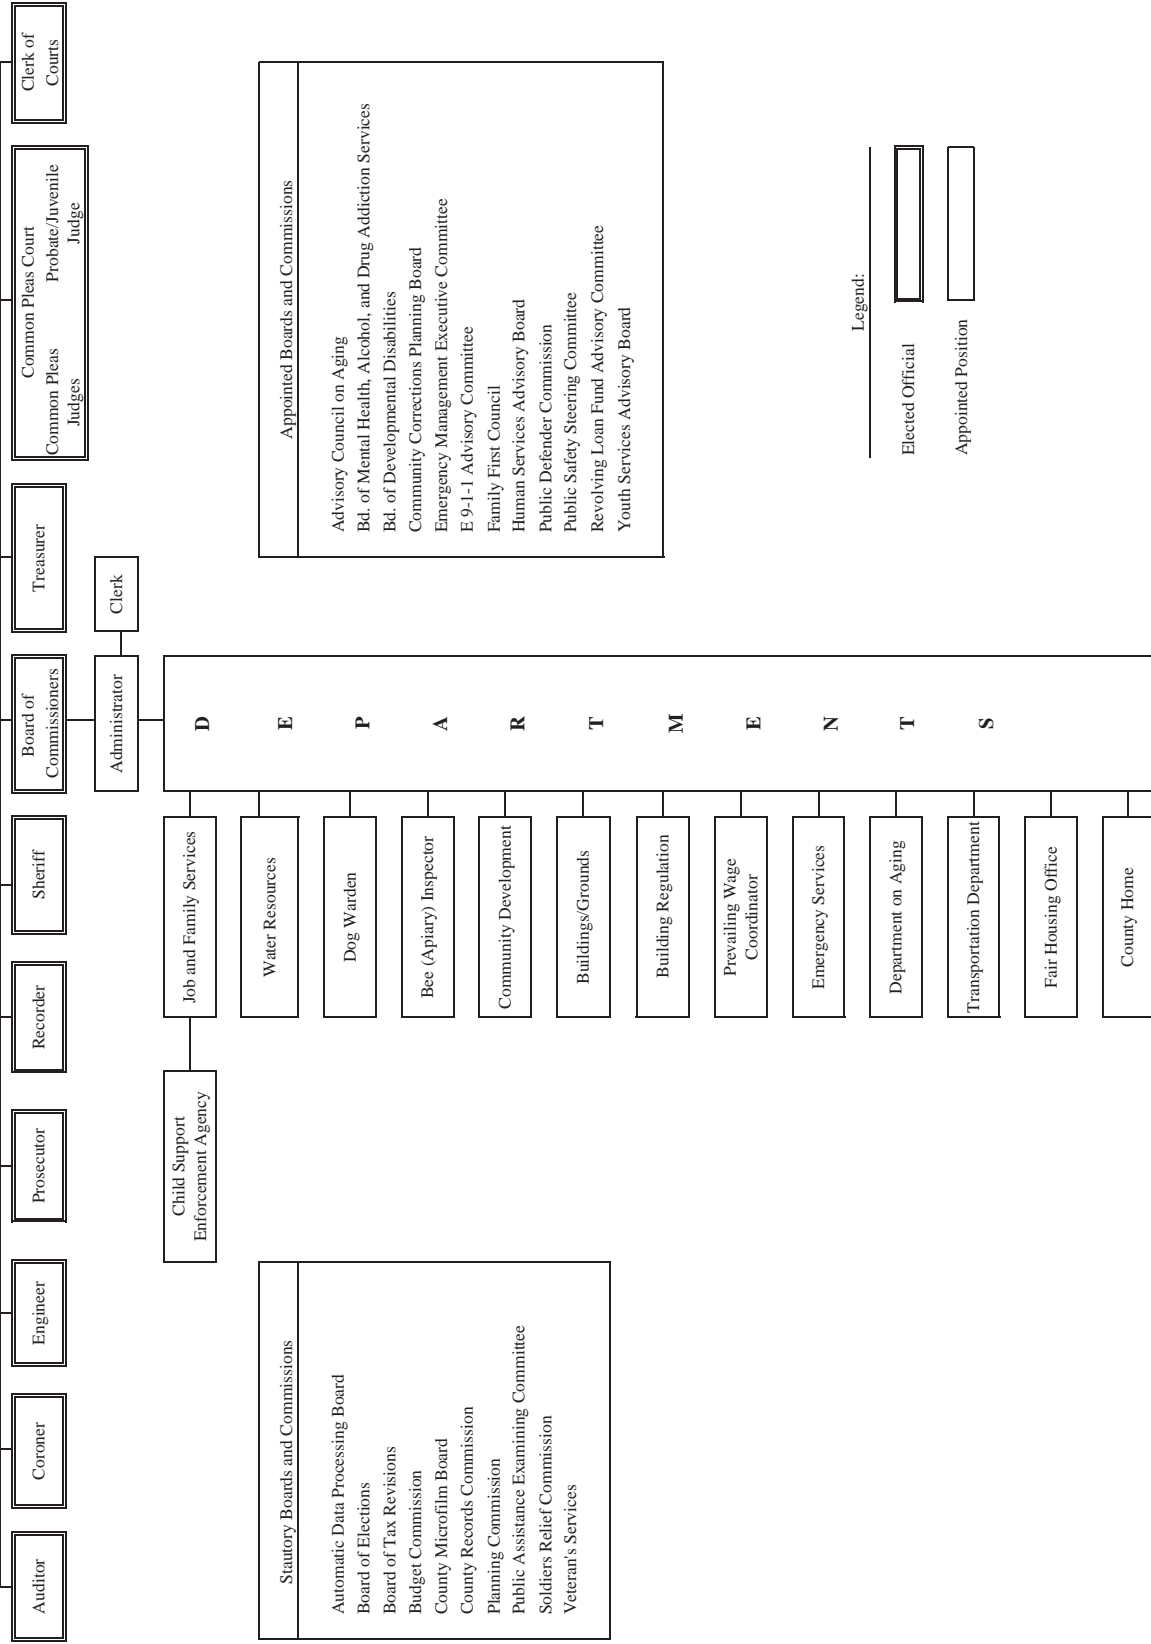 Auditor
Coroner
Engineer
Prosecutor
Recorder
Sheriff
Board of
Commissioners
Treasurer
Common Pleas Court
Common Pleas
Judges
Probate/Juvenile
Judge
Clerk of
Courts
Administrator
Clerk
Child Support
Enforcement Agency
Job and Family Services
Water Resources
Dog Warden
Bee (Apiary) Inspector
Community Development
Buildings/Grounds
Building Regulation
Prevailing Wage
Coordinator
Emergency Services
Department on Aging
Transportation Department
Fair Housing Office
County Home
D
E
P
A
R
T
M
E
N
T
S
Stautory Boards and Commissions
Automatic Data Processing Board
Board of Elections
Board of Tax Revisions
Budget Commission
County Microfilm Board
County Records Commission
Planning Commission
Public Assistance Examining Committee
Soldiers Relief Commission
Veteran's Services
Appointed Boards and Commissions
Advisory Council on Aging
Bd. of Mental Health, Alcohol, and Drug Addiction Services
Bd. of Developmental Disabilities
Community Corrections Planning Board
Emergency Management Executive Committee
E 9-1-1 Advisory Committee
Family First Council
Human Services Advisory Board
Public Defender Commission
Public Safety Steering Committee
Revolving Loan Fund Advisory Committee
Youth Services Advisory Board
Legend:
Elected Official
Appointed Position